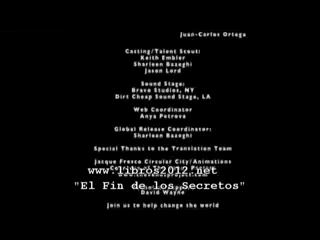 Juan-Carlos Ortega
Casting/Talent Scout:
Keith Embler
Sharleen Bazeghi
Jason Lord
Sound Stage:
Bravo Studios, NY
Dirt Cheap Sound Stage, LA
Web Coordinator
Anya Petrova
Global Release Coordinator:
Sharleen Bazeghi
Special Thanks to the Translation Team
Jacque Fresco Circular City/Animations
www.libros2012.net
"El Fin de los Secretos"
David Wayne
Join us to help change the world